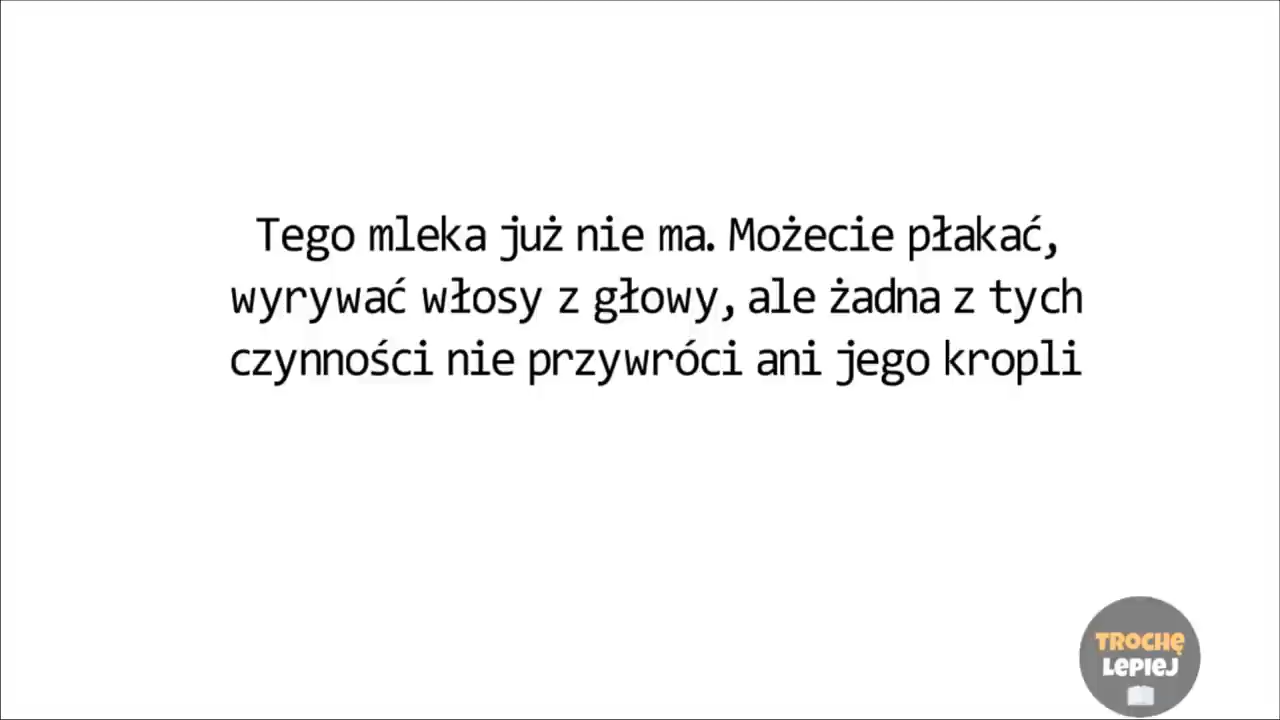 Tego mleka już nie ma. Możecie płakać,
wyrywać włosy z głowy, ale żadna z tych
czynności nie przywróci ani jego kropli
TROCHĘ
LEPIEJ